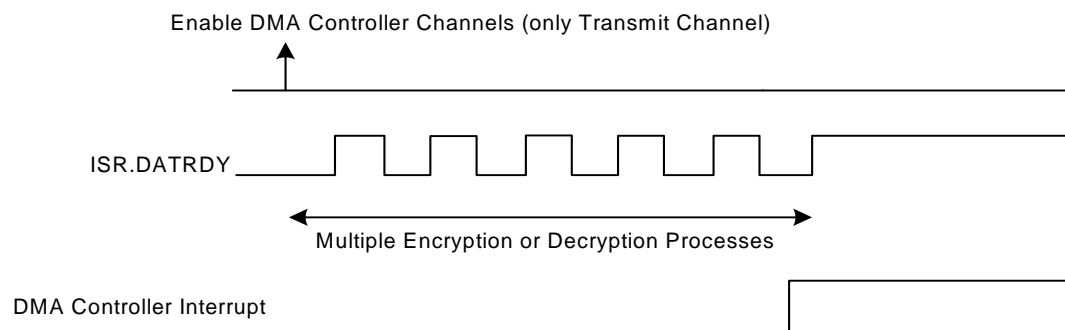 Enable DMA Controller Channels (only Transmit Channel)
ISR.DATRDY
Multiple Encryption or Decryption Processes
DMA Controller Interrupt